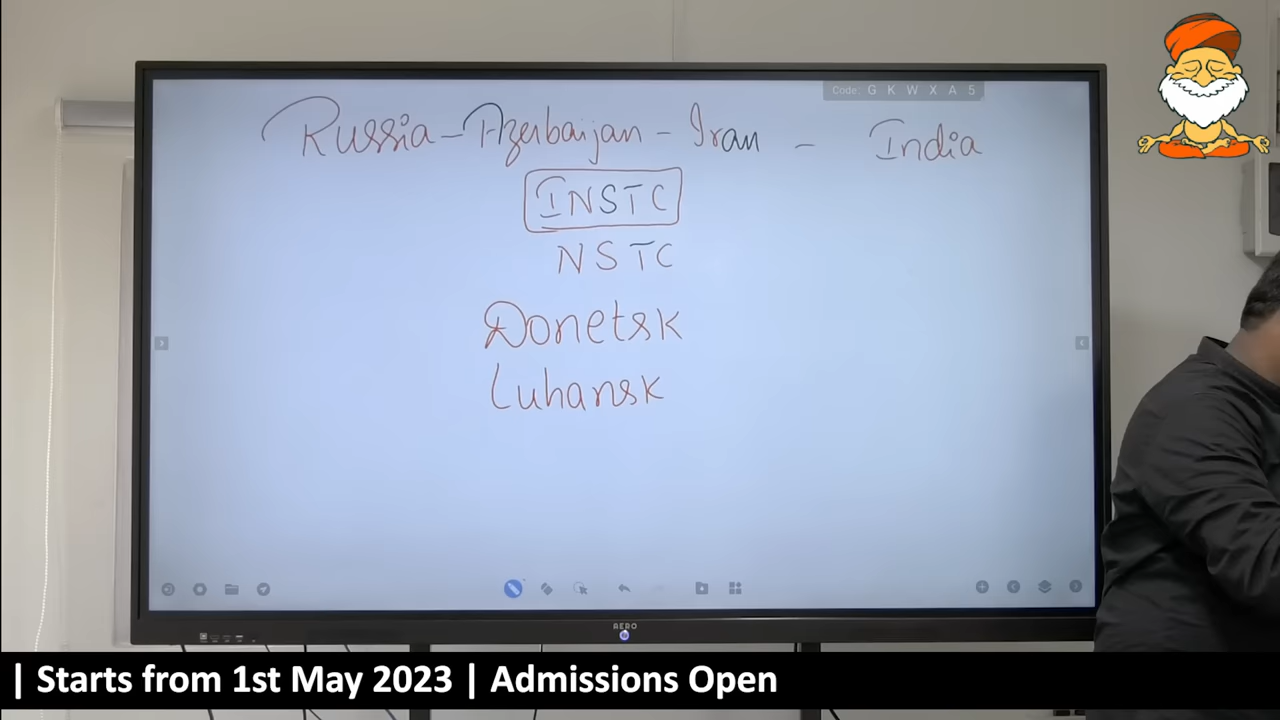 Code: G K W X A 5
Russia - Azerbaijan - Iran - India
INSTC
NSTC
Donetsk
Luhansk
AERO
| Starts from 1st May 2023 | Admissions Open